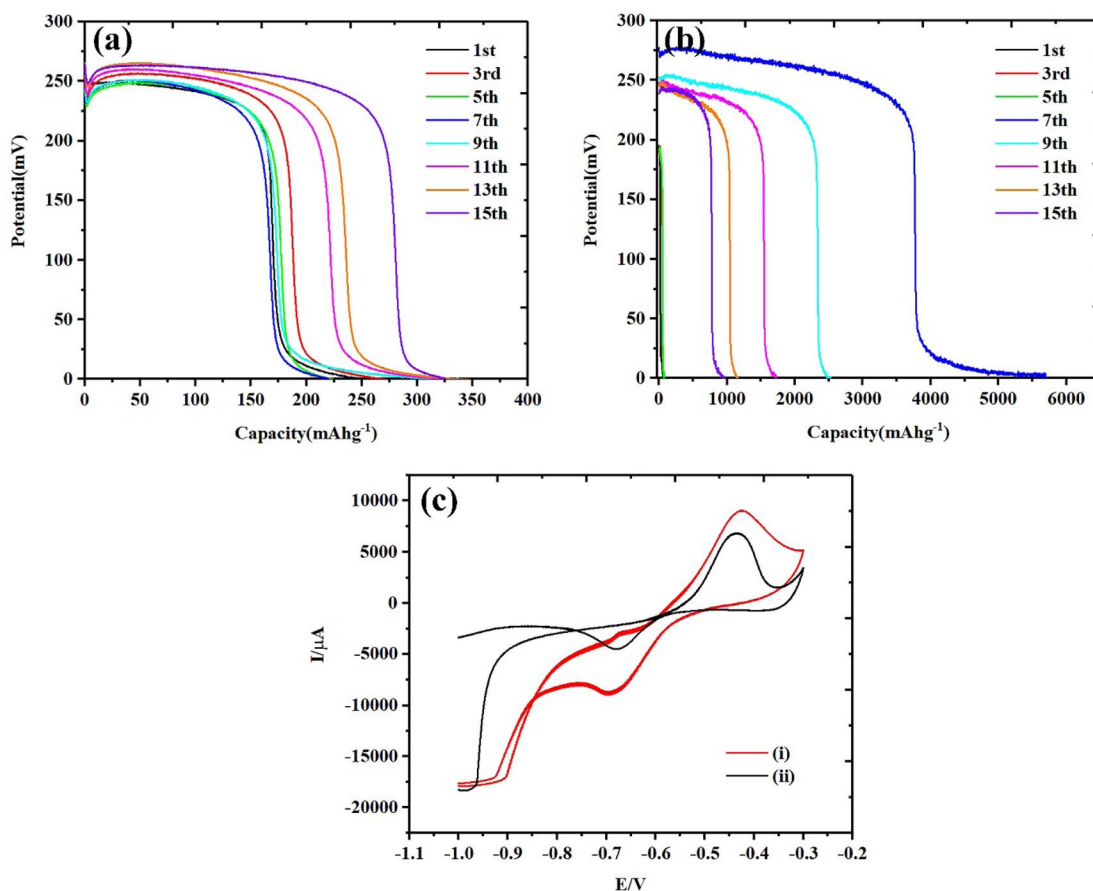 (a)
300
250
200
150
100
50
0
Potential(mV)
0 50 100 150 200 250 300 350 400
Capacity(mAhg-1)
1st
3rd
5th
7th
9th
11th
13th
15th
(b)
300
250
200
150
100
50
0
Potential(mV)
0 1000 2000 3000 4000 5000 6000
Capacity(mAhg-1)
1st
3rd
5th
7th
9th
11th
13th
15th
(c)
10000
5000
0
-5000
-10000
-15000
-20000
I/µA
(i)
(ii)
-1.1 -1.0 -0.9 -0.8 -0.7 -0.6 -0.5 -0.4 -0.3 -0.2
E/V